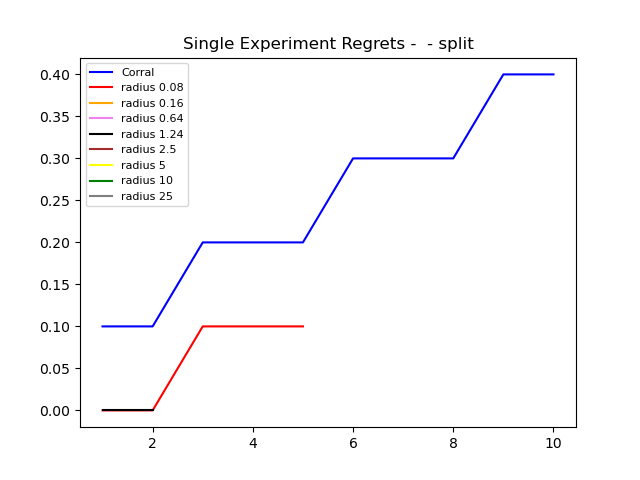 Single Experiment Regrets -  - split
Corral
radius 0.08
radius 0.16
radius 0.64
radius 1.24
radius 2.5
radius 5
radius 10
radius 25
0.40
0.35
0.30
0.25
0.20
0.15
0.10
0.05
0.00
2 4 6 8 10